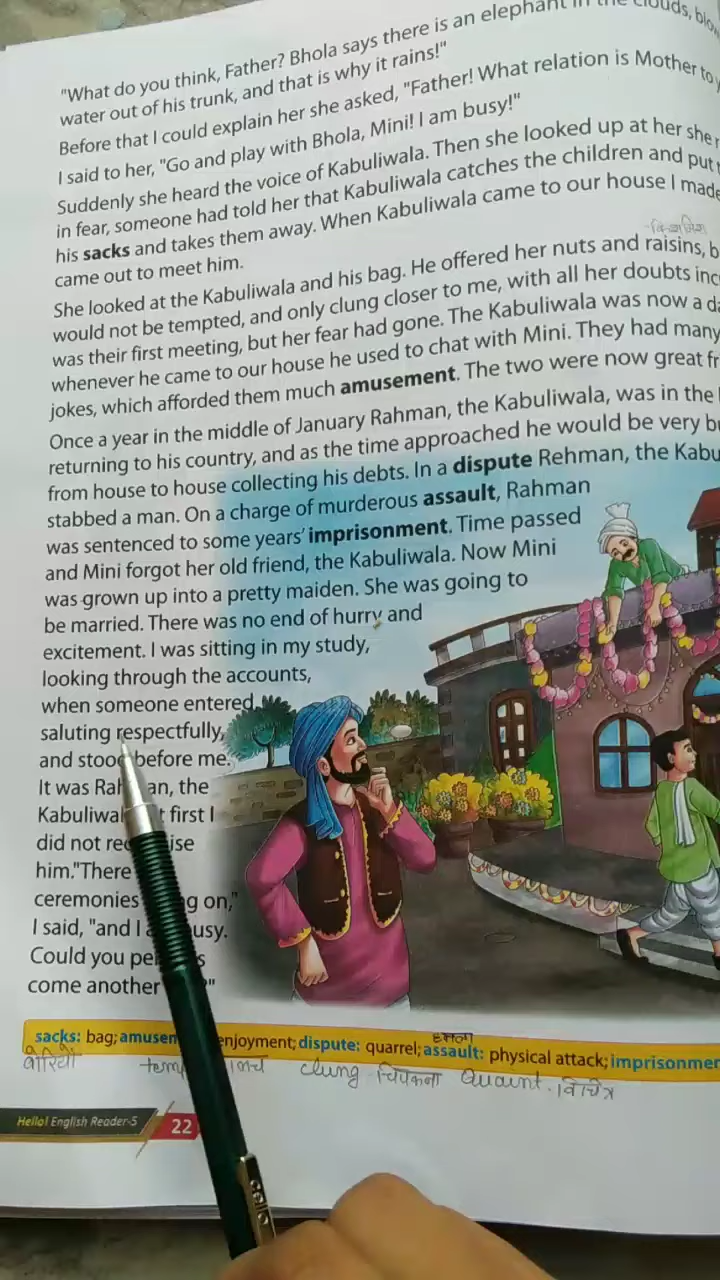 "What do you think, Father? Bhola says there is an elephant in the clouds,
water out of his trunk, and that is why it rains!"
Before that I could explain her she asked, "Father! What relation is Mother to
I said to her, "Go and play with Bhola, Mini! I am busy!"
Suddenly she heard the voice of Kabuliwala. Then she looked up at her she
in fear, someone had told her that Kabuliwala catches the children and put
his sacks and takes them away. When Kabuliwala came to our house I made
came out to meet him.
She looked at the Kabuliwala and his bag. He offered her nuts and raisins,
would not be tempted, and only clung closer to me, with all her doubts
was their first meeting, but her fear had gone. The Kabuliwala was now a
whenever he came to our house he used to chat with Mini. They had many
jokes, which afforded them much amusement. The two were now great
Once a year in the middle of January Rahman, the Kabuliwala, was in the
returning to his country, and as the time approached he would be very
from house to house collecting his debts. In a dispute Rehman, the
stabbed a man. On a charge of murderous assault, Rahman
was sentenced to some years' imprisonment. Time passed
and Mini forgot her old friend, the Kabuliwala. Now Mini
was grown up into a pretty maiden. She was going to
be married. There was no end of hurry and
excitement. I was sitting in my study,
looking through the accounts,
when someone entered,
saluting respectfully,
and stood before me.
It was the
first I
did not
him."There
ceremonies on,"
I said, "and I
Could you
come another
sacks: bag; enjoyment; dispute: quarrel; assault: physical attack;
clung चिपकना Quaint - विचित्र
Hello! English Reader-5 22
cello